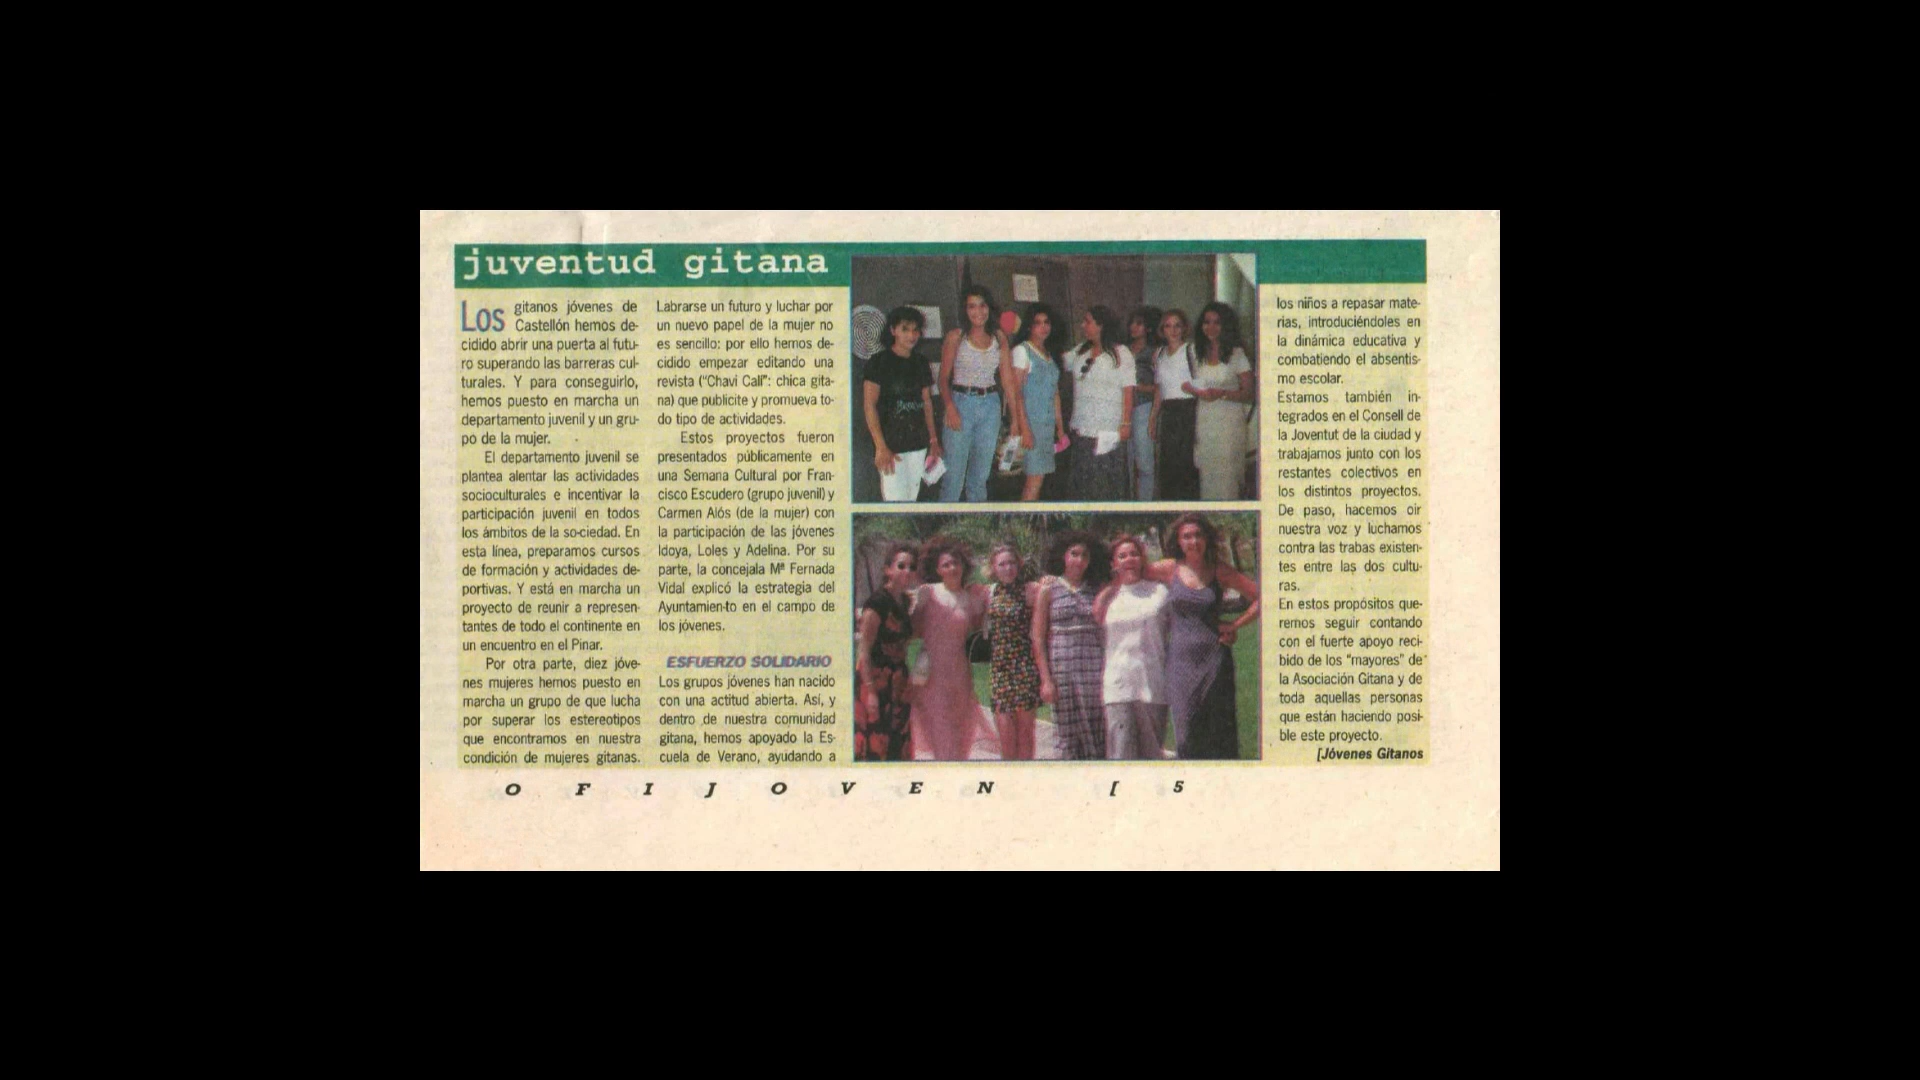 juventud gitana
Los gitanos jóvenes de
Castellón hemos de-
cidido abrir una puerta al futu-
ro superando las barreras cul-
turales. Y para conseguirlo,
hemos puesto en marcha un
departamento juvenil y un gru-
po de la mujer.
El departamento juvenil se
plantea alentar las actividades
socioculturales e incentivar la
participación juvenil en todos
los ámbitos de la so-ciedad. En
esta línea, preparamos cursos
de formación y actividades de-
portivas. Y está en marcha un
proyecto de reunir a represen-
tantes de todo el continente en
un encuentro en el Pinar.
Por otra parte, diez jóve-
nes mujeres hemos puesto en
marcha un grupo de que lucha
por superar los estereotipos
que encontramos en nuestra
condición de mujeres gitanas.
Labrarse un futuro y luchar por
un nuevo papel de la mujer no
es sencillo: por ello hemos de-
cidido empezar editando una
revista ("Chavi Calí": chica gita-
na) que publicite y promueva to-
do tipo de actividades.
Estos proyectos fueron
presentados públicamente en
una Semana Cultural por Fran-
cisco Escudero (grupo juvenil) y
Carmen Alós (de la mujer) con
la participación de las jóvenes
Idoya, Loles y Adelina. Por su
parte, la concejala Mª Fernada
Vidal explicó la estrategia del
Ayuntamien-to en el campo de
los jóvenes.
ESFUERZO SOLIDARIO
Los grupos jóvenes han nacido
con una actitud abierta. Así, y
dentro de nuestra comunidad
gitana, hemos apoyado la Es-
cuela de Verano, ayudando a
los niños a repasar mate-
rias, introduciéndoles en
la dinámica educativa y
combatiendo el absentis-
mo escolar.
Estamos también in-
tegrados en el Consell de
la Joventut de la ciudad y
trabajamos junto con los
restantes colectivos en
los distintos proyectos.
De paso, hacemos oir
nuestra voz y luchamos
contra las trabas existen-
tes entre las dos cultu-
ras.
En estos propósitos que-
remos seguir contando
con el fuerte apoyo reci-
bido de los "mayores" de
la Asociación Gitana y de
toda aquellas personas
que están haciendo posi-
ble este proyecto.
[Jóvenes Gitanos
OFIJOVEN [5